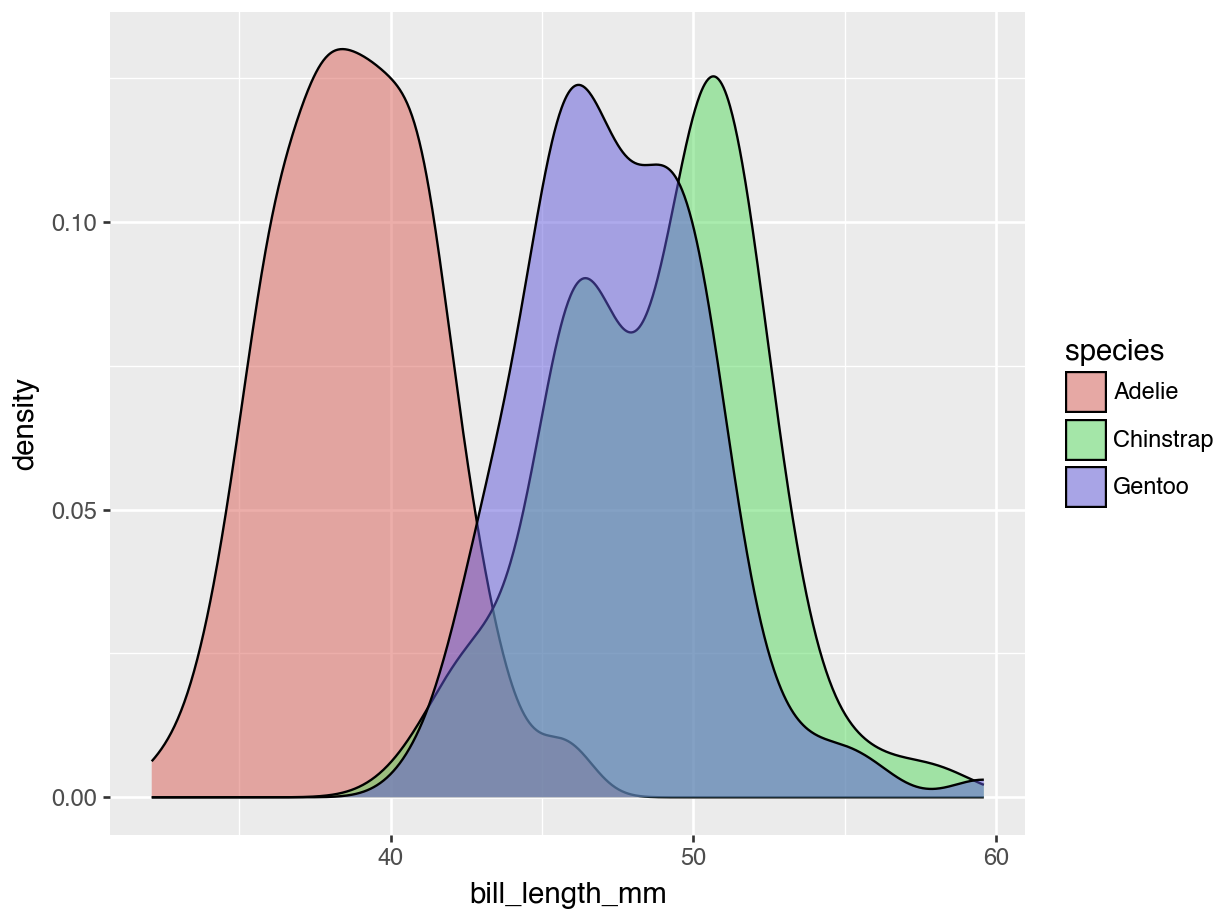 0.10
0.05
0.00
density
40 50 60
bill_length_mm
species
Adelie
Chinstrap
Gentoo